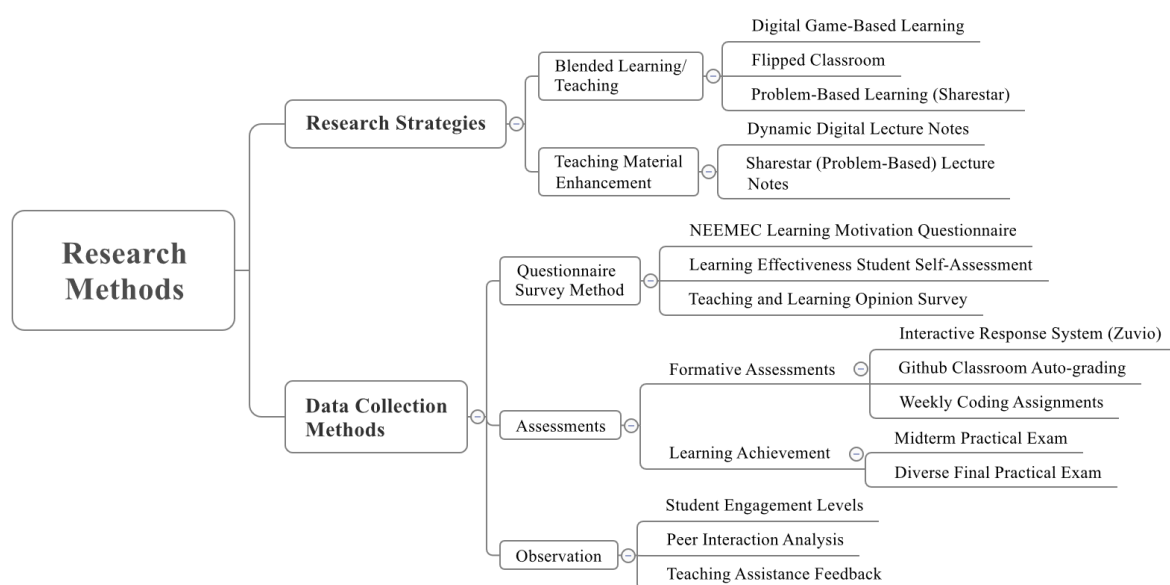 Research
Methods
Research Strategies
Blended Learning/
Teaching
Digital Game-Based Learning
Flipped Classroom
Problem-Based Learning (Sharestar)
Teaching Material
Enhancement
Dynamic Digital Lecture Notes
Sharestar (Problem-Based) Lecture
Notes
Data Collection
Methods
Questionnaire
Survey Method
NEEMEC Learning Motivation Questionnaire
Learning Effectiveness Student Self-Assessment
Teaching and Learning Opinion Survey
Assessments
Formative Assessments
Interactive Response System (Zuvio)
Github Classroom Auto-grading
Weekly Coding Assignments
Learning Achievement
Midterm Practical Exam
Diverse Final Practical Exam
Observation
Student Engagement Levels
Peer Interaction Analysis
Teaching Assistance Feedback